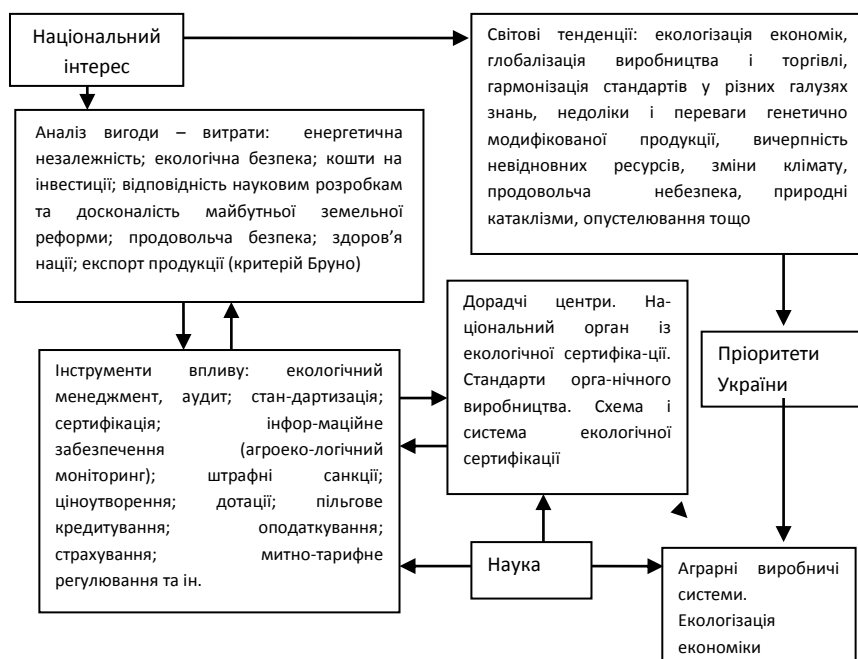 Національний
інтерес
Світові тенденції: екологізація економік,
глобалізація виробництва і торгівлі,
гармонізація стандартів у різних галузях
знань, недоліки і переваги генетично
модифікованої продукції, вичерпність
невідновних ресурсів, зміни клімату,
продовольча небезпека, природні
катаклізми, опустелювання тощо
Аналіз вигоди – витрати: енергетична
незалежність; екологічна безпека; кошти на
інвестиції; відповідність науковим розробкам
та досконалість майбутньої земельної
реформи; продовольча безпека; здоров’я
нації; експорт продукції (критерій Бруно)
Дорадчі центри. На-
ціональний орган із
екологічної сертифіка-ції.
Стандарти орга-нічного
виробництва. Схема і
система екологічної
сертифікації
Пріоритети
України
Інструменти впливу: екологічний
менеджмент, аудит; стан-дартизація;
сертифікація; інфор-маційне
забезпечення (агроеко-логічний
моніторинг); штрафні санкції;
ціноутворення; дотації; пільгове
кредитування; оподаткування;
страхування; митно-тарифне
регулювання та ін.
Наука
Аграрні виробничі
системи.
Екологізація
економіки